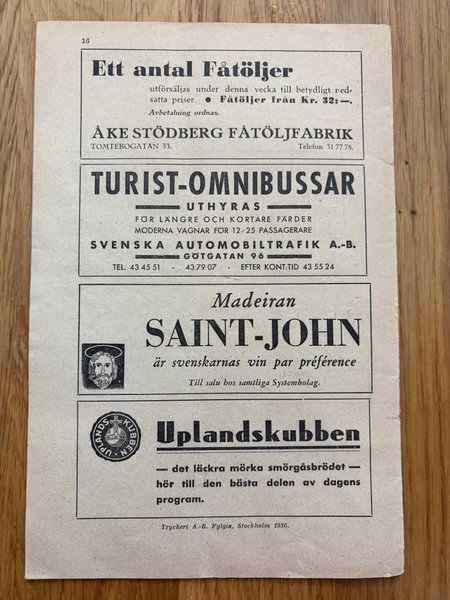 16
Ett antal Fåtöljer
utförsäljas under denna vecka till betydligt ned-
satta priser. ● Fåtöljer från Kr. 32:—.
Avbetalning ordnas.
ÅKE STÖDBERG FÅTÖLJFABRIK
TOMTEBOGATAN 33. Telefon 31 77 78.
TURIST-OMNIBUSSAR
UTHYRAS
FÖR LÄNGRE OCH KORTARE FÄRDER
MODERNA VAGNAR FÖR 12-25 PASSAGERARE
SVENSKA AUTOMOBILTRAFIK A.-B.
GÖTGATAN 96
TEL. 43 45 51 · 43 79 07 · EFTER KONT:TID 43 55 24
Madeiran
SAINT-JOHN
är svenskarnas vin par préférence
Till salu hos samtliga Systembolag.
UPLANDS KUBBEN
Uplandskubben
— det läckra mörka smörgåsbrödet —
hör till den bästa delen av dagens
program.
Tryckeri A.-B. Fylgia, Stockholm 1936.